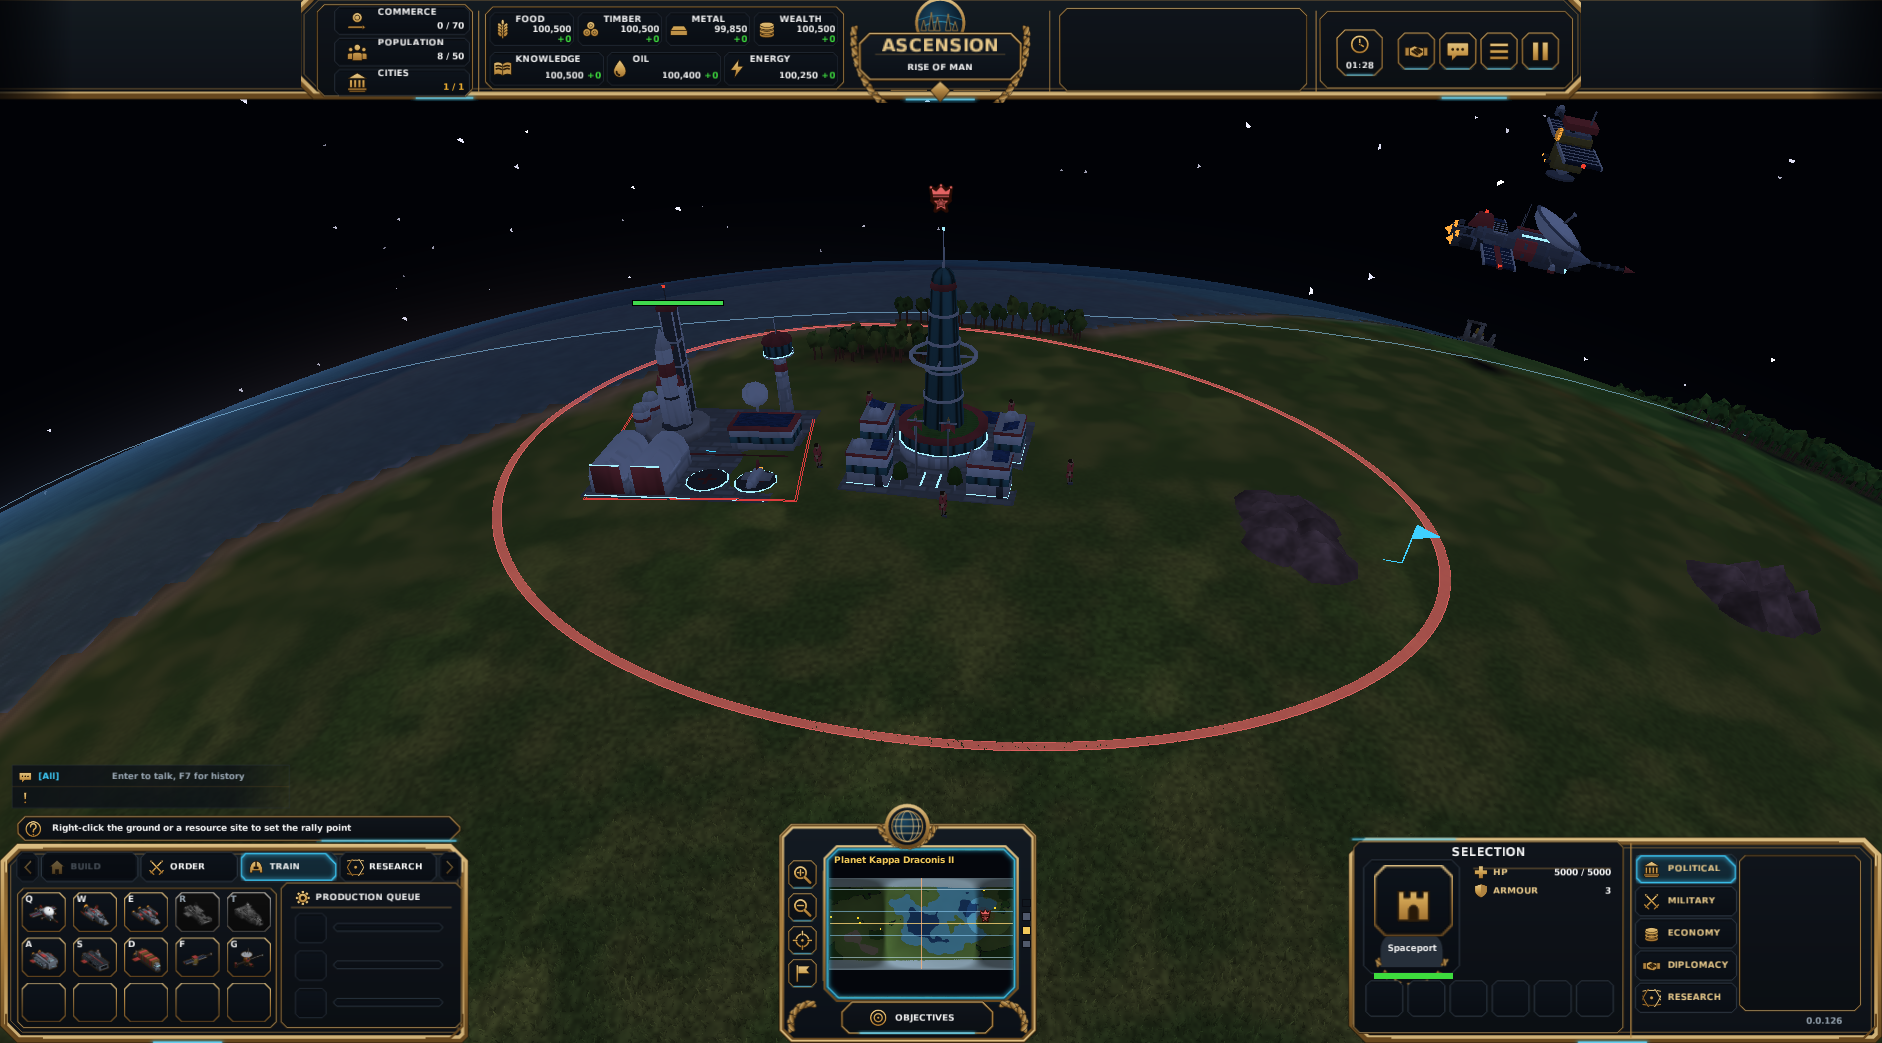 COMMERCE
0 / 70
POPULATION
8 / 50
CITIES
1 / 1
FOOD
100,500
+0
TIMBER
100,500
+0
METAL
99,850
+0
WEALTH
100,500
+0
KNOWLEDGE
100,500 +0
OIL
100,400 +0
ENERGY
100,250 +0
ASCENSION
RISE OF MAN
01:28
[All] Enter to talk, F7 for history
!
Right-click the ground or a resource site to set the rally point
BUILD
ORDER
TRAIN
RESEARCH
Q W E R T
A S D F G
PRODUCTION QUEUE
Planet Kappa Draconis II
OBJECTIVES
SELECTION
HP 5000 / 5000
ARMOUR 3
Spaceport
POLITICAL
MILITARY
ECONOMY
DIPLOMACY
RESEARCH
0.0.126